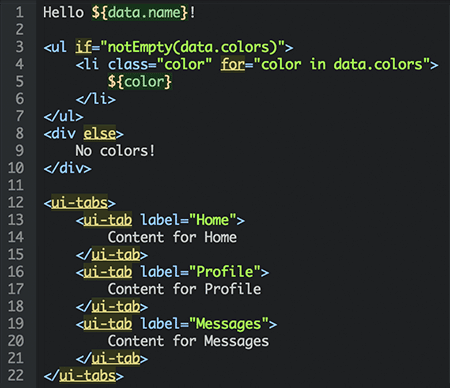 1 Hello ${data.name}!
2
3 <ul if="notEmpty(data.colors)">
4     <li class="color" for="color in data.colors">
5         ${color}
6     </li>
7 </ul>
8 <div else>
9     No colors!
10 </div>
11
12 <ui-tabs>
13     <ui-tab label="Home">
14         Content for Home
15     </ui-tab>
16     <ui-tab label="Profile">
17         Content for Profile
18     </ui-tab>
19     <ui-tab label="Messages">
20         Content for Messages
21     </ui-tab>
22 </ui-tabs>